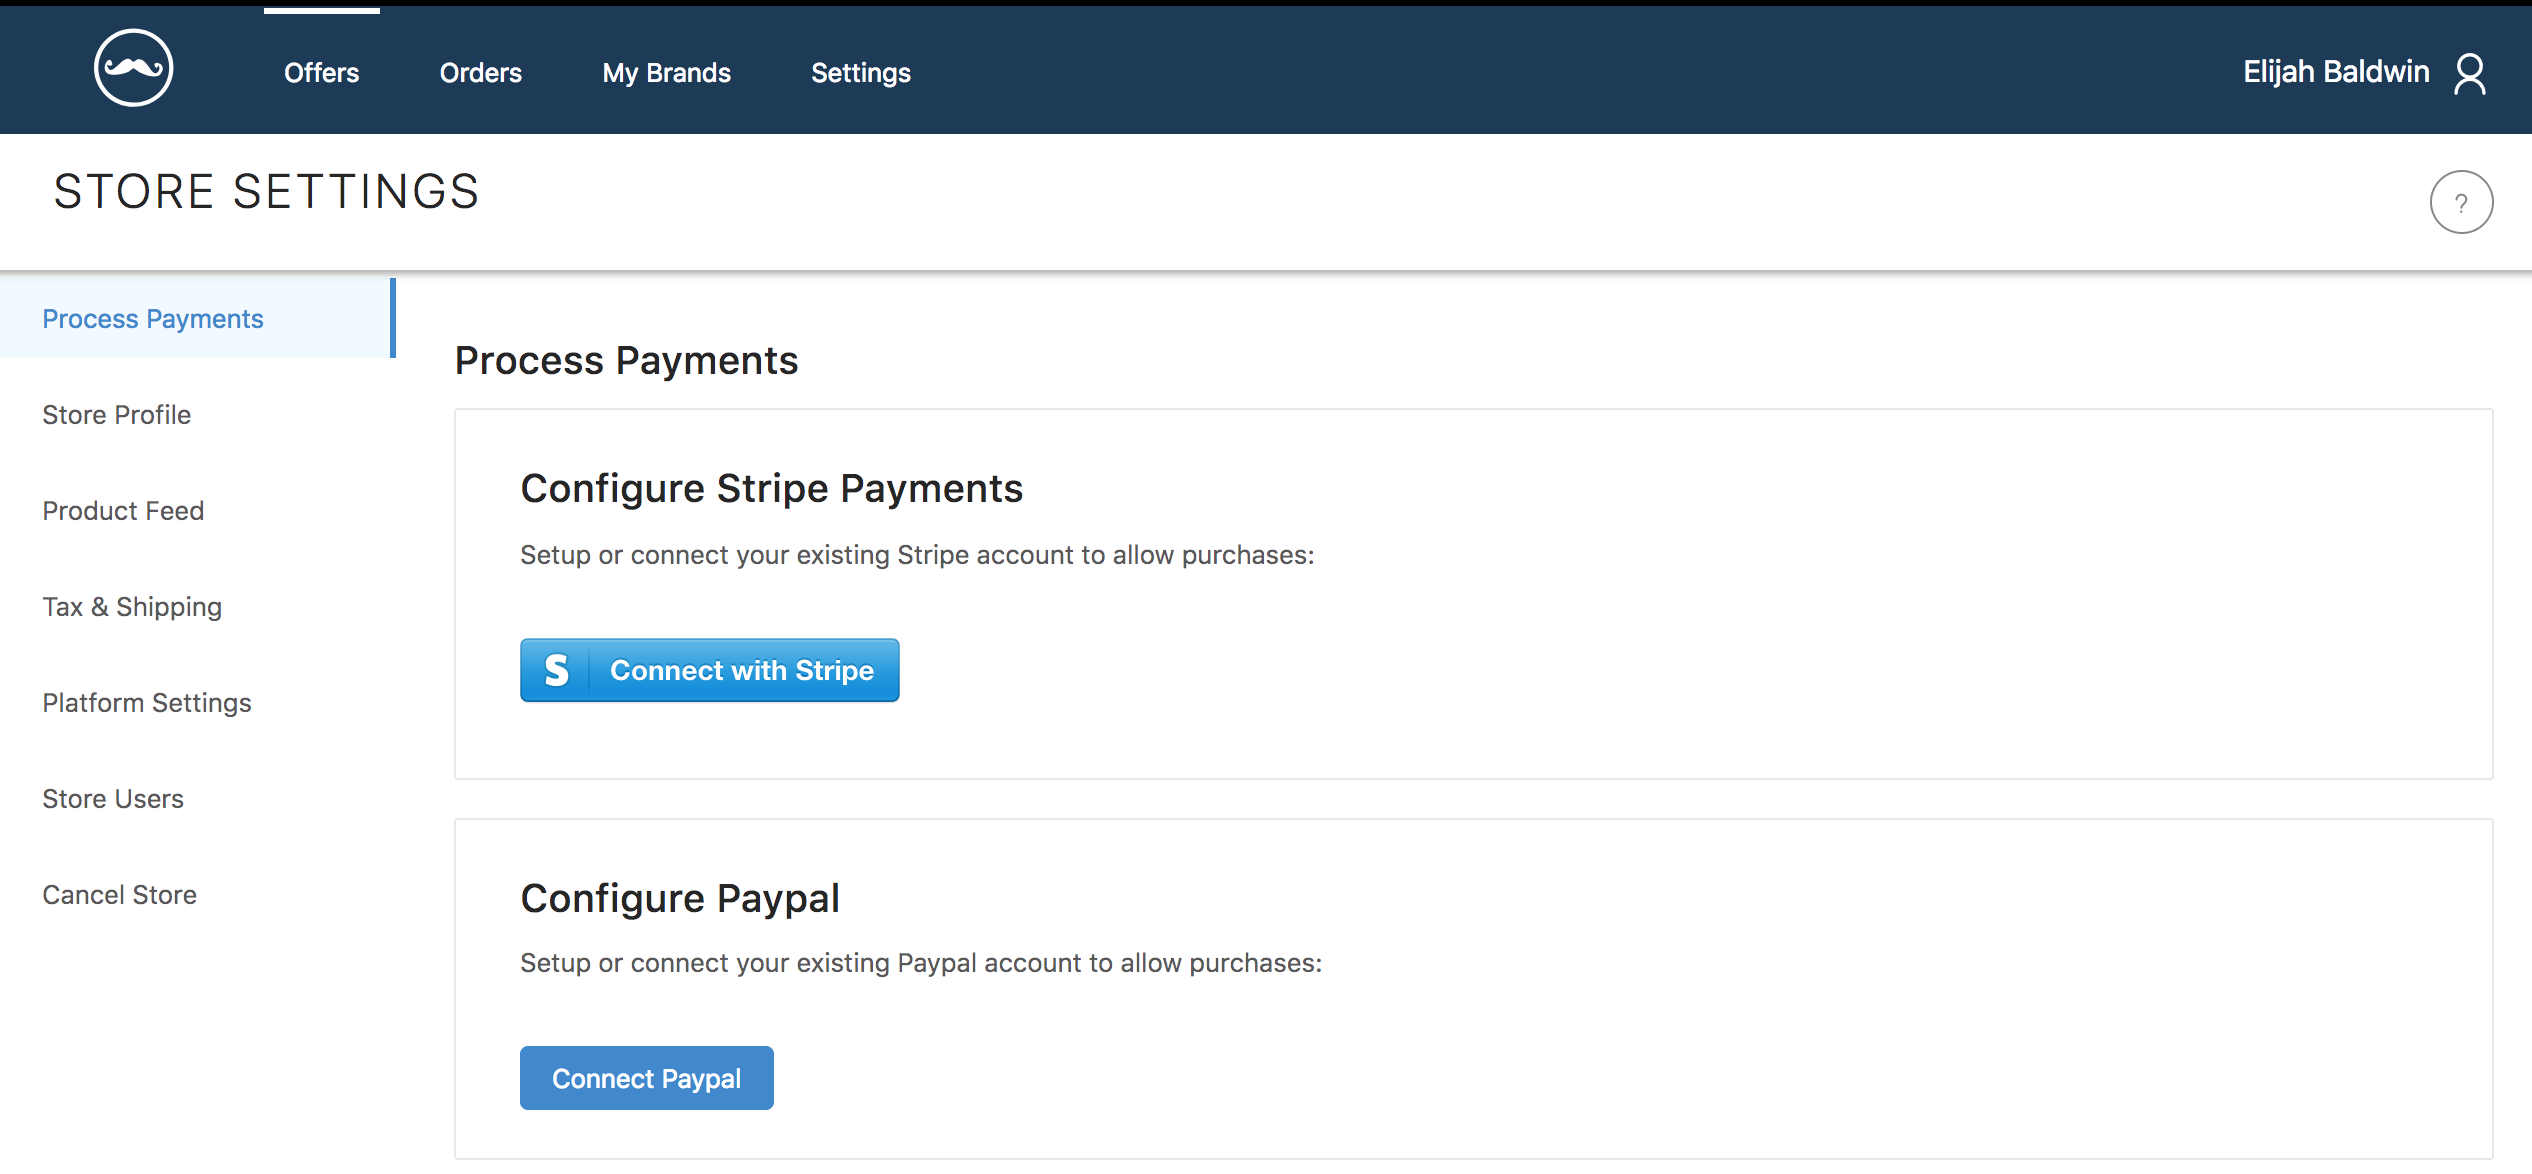 Offers Orders My Brands Settings Elijah Baldwin
STORE SETTINGS
?
Process Payments
Store Profile
Product Feed
Tax & Shipping
Platform Settings
Store Users
Cancel Store
Process Payments
Configure Stripe Payments
Setup or connect your existing Stripe account to allow purchases:
S Connect with Stripe
Configure Paypal
Setup or connect your existing Paypal account to allow purchases:
Connect Paypal